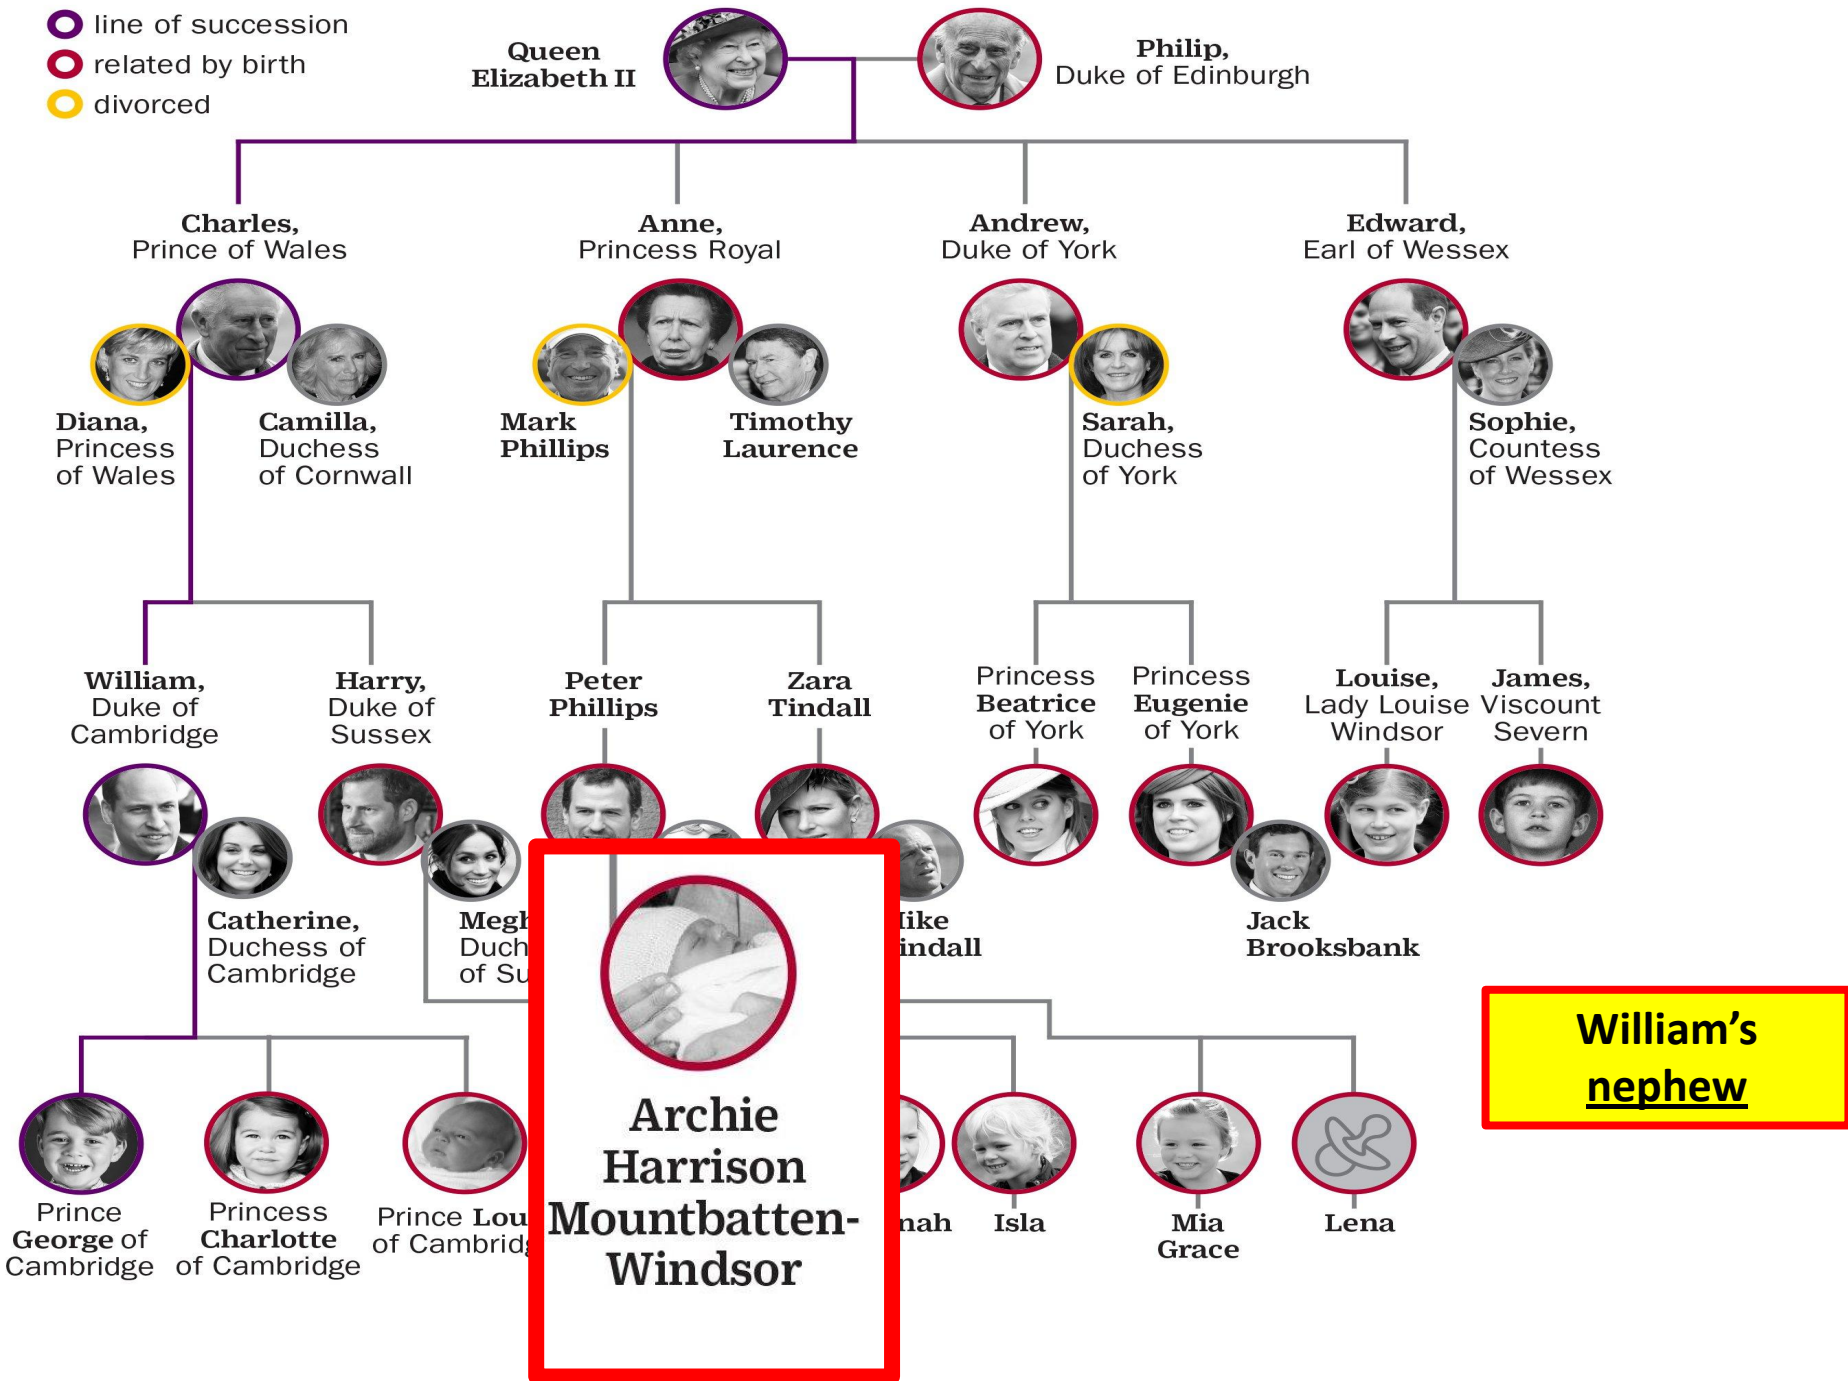 line of succession
related by birth
divorced
Queen
Elizabeth II
Philip,
Duke of Edinburgh
Charles,
Prince of Wales
Anne,
Princess Royal
Andrew,
Duke of York
Edward,
Earl of Wessex
Diana,
Princess
of Wales
Camilla,
Duchess
of Cornwall
Mark
Phillips
Timothy
Laurence
Sarah,
Duchess
of York
Sophie,
Countess
of Wessex
William,
Duke of
Cambridge
Harry,
Duke of
Sussex
Peter
Phillips
Zara
Tindall
Princess
Beatrice
of York
Princess
Eugenie
of York
Louise,
Lady Louise
Windsor
James,
Viscount
Severn
Catherine,
Duchess of
Cambridge
Jack
Brooksbank
of
William's
nephew
Prince
George of
Cambridge
Princess
Charlotte
of Cambridge
Prince
of
Archie
Harrison
Mountbatten-
Windsor
Isla
Mia
Grace
Lena